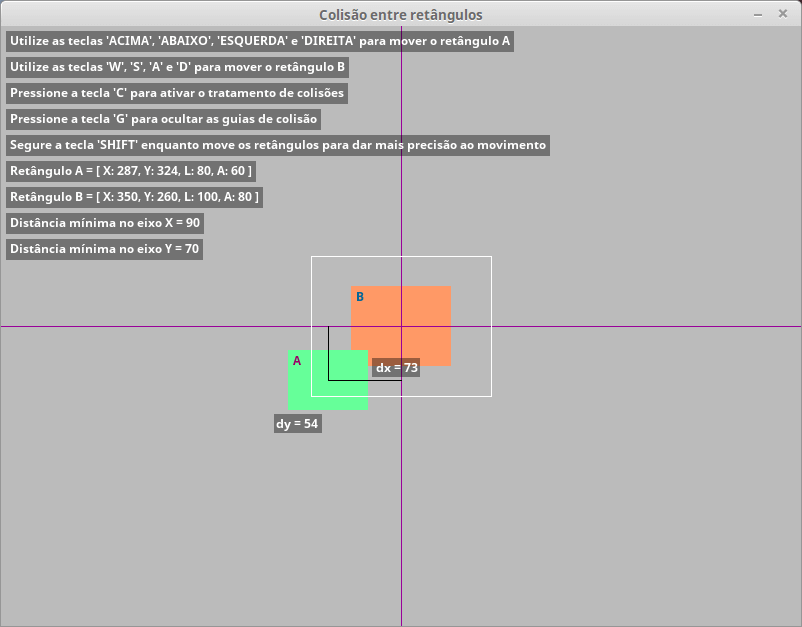 Colisão entre retângulos
Utilize as teclas 'ACIMA', 'ABAIXO', 'ESQUERDA' e 'DIREITA' para mover o retângulo A
Utilize as teclas 'W', 'S', 'A' e 'D' para mover o retângulo B
Pressione a tecla 'C' para ativar o tratamento de colisões
Pressione a tecla 'G' para ocultar as guias de colisão
Segure a tecla 'SHIFT' enquanto move os retângulos para dar mais precisão ao movimento
Retângulo A = [ X: 287, Y: 324, L: 80, A: 60 ]
Retângulo B = [ X: 350, Y: 260, L: 100, A: 80 ]
Distância mínima no eixo X = 90
Distância mínima no eixo Y = 70
B
A
dx = 73
dy = 54